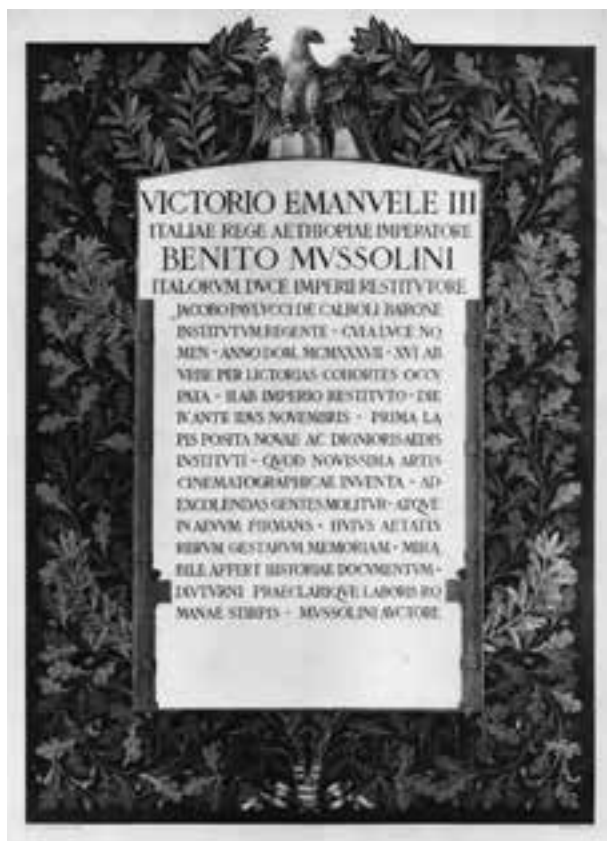 VICTORIO EMANVELE III
ITALIAE REGE AETHIOPIAE IMPERATORE
BENITO MVSSOLINI
ITALORVM DVCE IMPERII RESTITVTORE
JACOBO PAVLVCCI DE CALBOLI BARONE
INSTITVTVM REGENTE · CVI A LVCE NO
MEN · ANNO DOM. MCMXXXVII · XVI AB
VRBE PER LICTORIAS COHORTES OCCV
PATA · II AB IMPERIO RESTITVTO · DIE
IV ANTE IDVS NOVEMBRIS · PRIMA LA
PIS POSITA NOVAE AC DIGNIORIS AEDIS
INSTITVTI · QVOD NOVISSIMA ARTIS
CINEMATOGRAPHICAE INVENTA · AD
EXCOLENDAS GENTES MOLITVR · ATQVE
IN AEVVM FIRMANS · HVIVS AETATIS
RERVM GESTARVM MEMORIAM · MIRA
BILE AFFERT HISTORIAE DOCVMENTVM ·
DIVTVRNI PRAECLARIQVE LABORIS RO
MANAE STIRPIS · MVSSOLINI AVCTORE